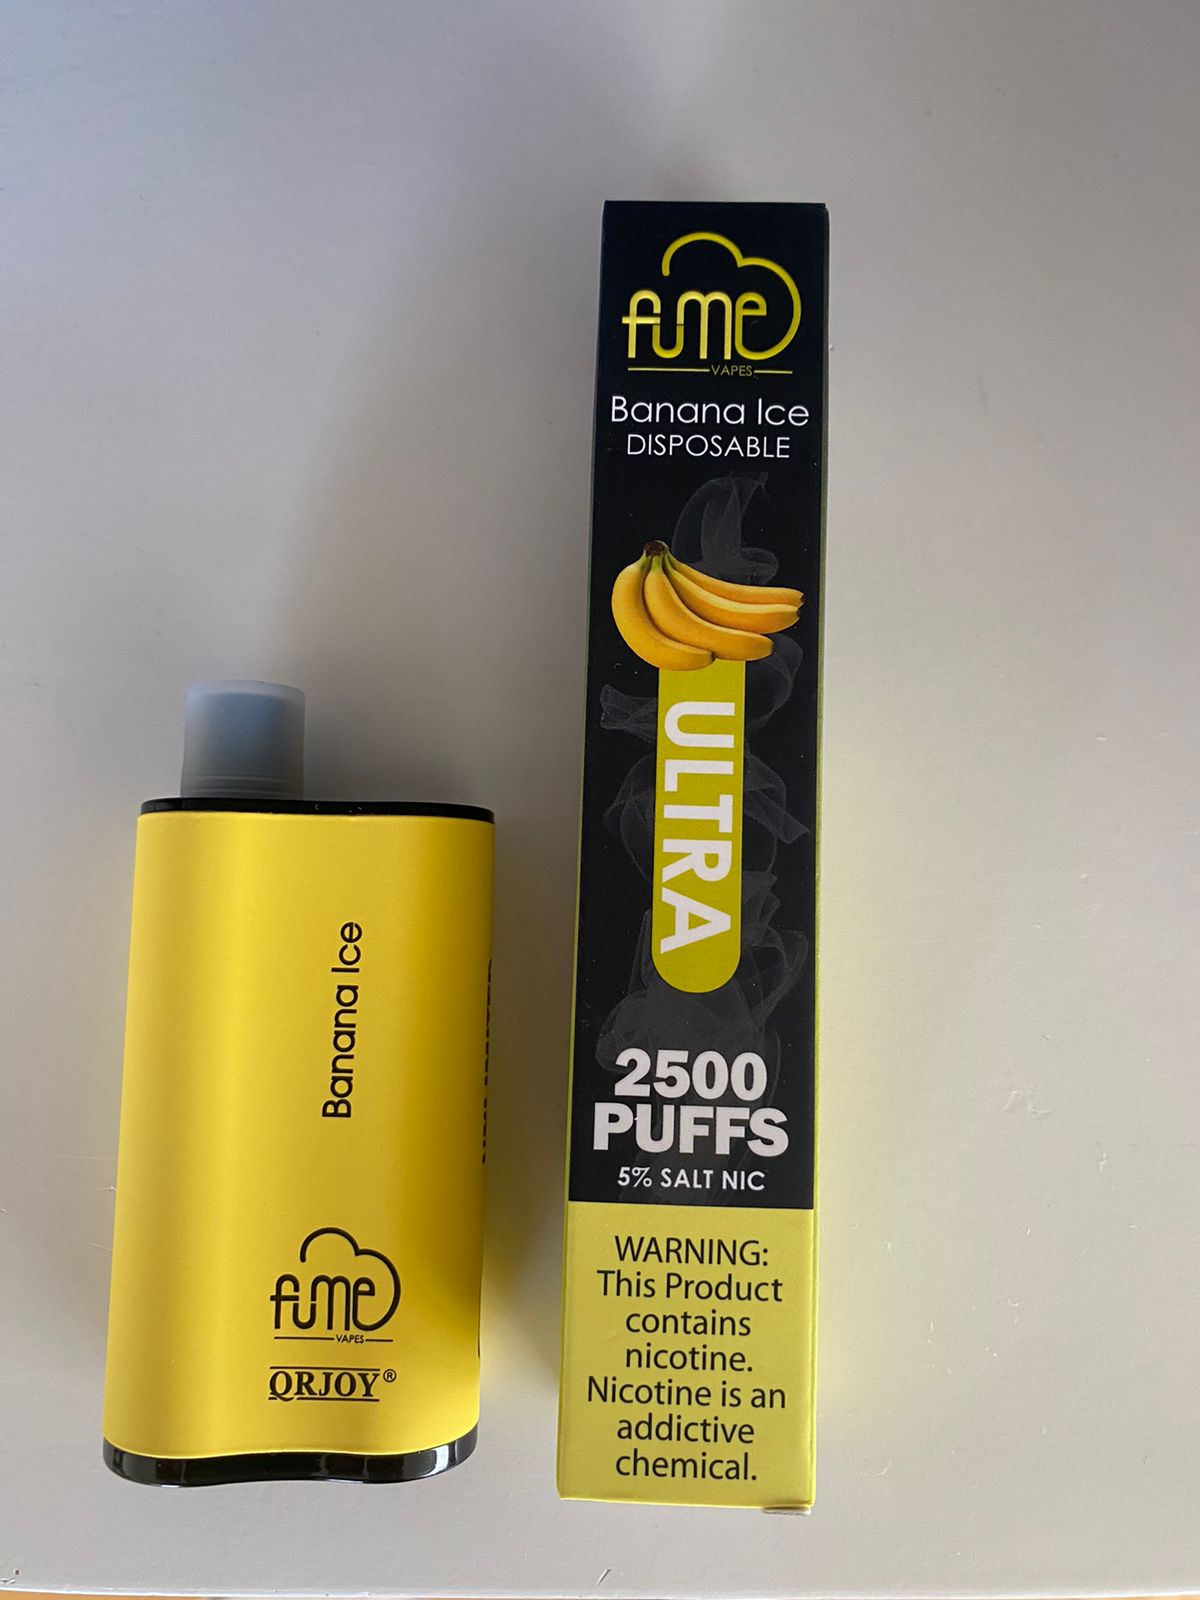 Banana Ice
fume
VAPES
QRJOY®
fume
VAPES
Banana Ice
DISPOSABLE
ULTRA
2500
PUFFS
5% SALT NIC
WARNING:
This Product
contains
nicotine.
Nicotine is an
addictive
chemical.